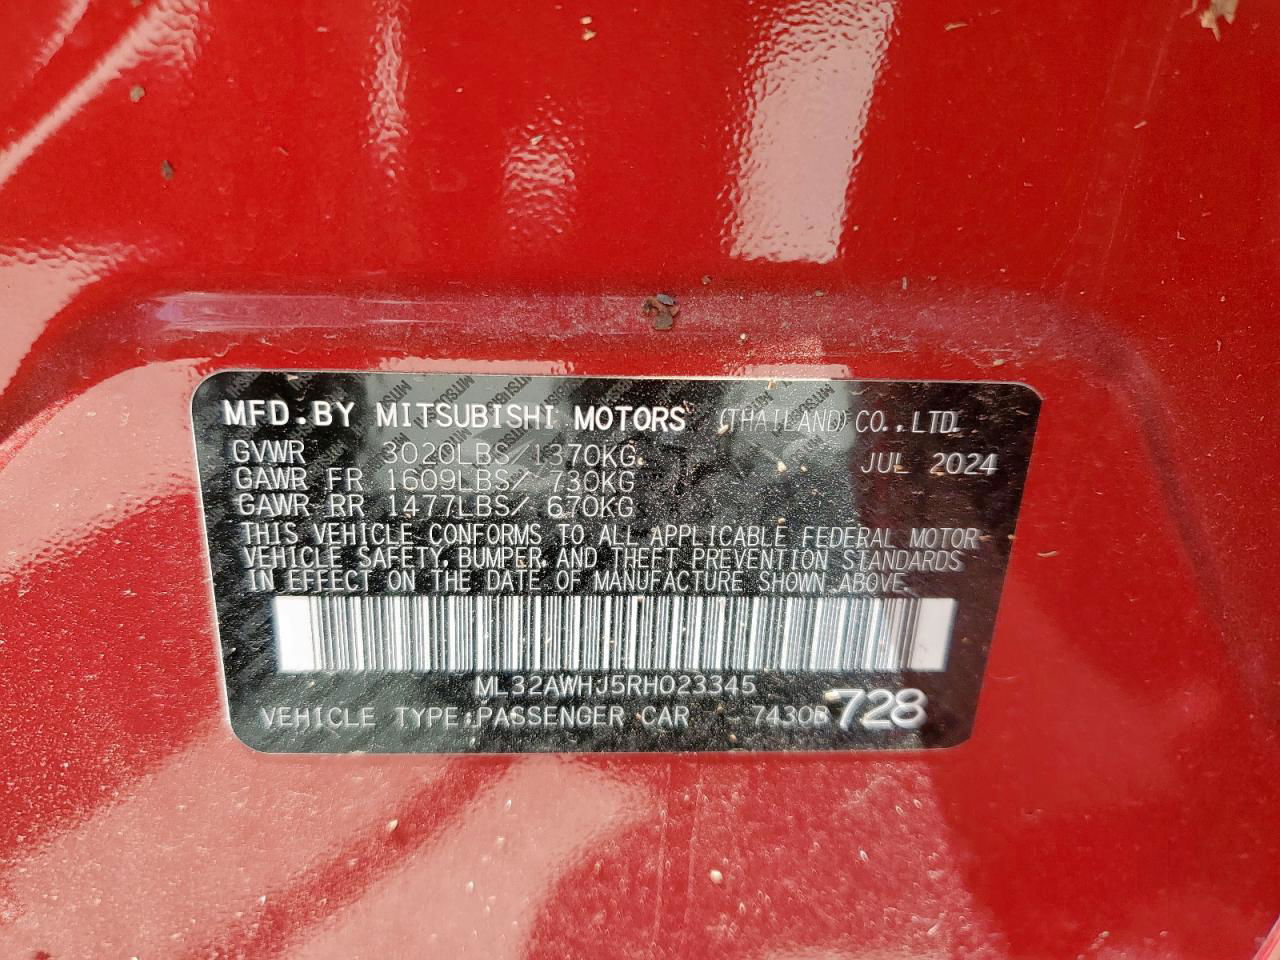 MFD.BY MITSUBISHI MOTORS (THAILAND) CO.,LTD.
GVWR 3020LBS/1370KG JUL 2024
GAWR FR 1609LBS/ 730KG
GAWR RR 1477LBS/ 670KG
THIS VEHICLE CONFORMS TO ALL APPLICABLE FEDERAL MOTOR
VEHICLE SAFETY, BUMPER, AND THEFT PREVENTION STANDARDS
IN EFFECT ON THE DATE OF MANUFACTURE SHOWN ABOVE.
ML32AWHJ5RH023345
VEHICLE TYPE:PASSENGER CAR - 7430B 728